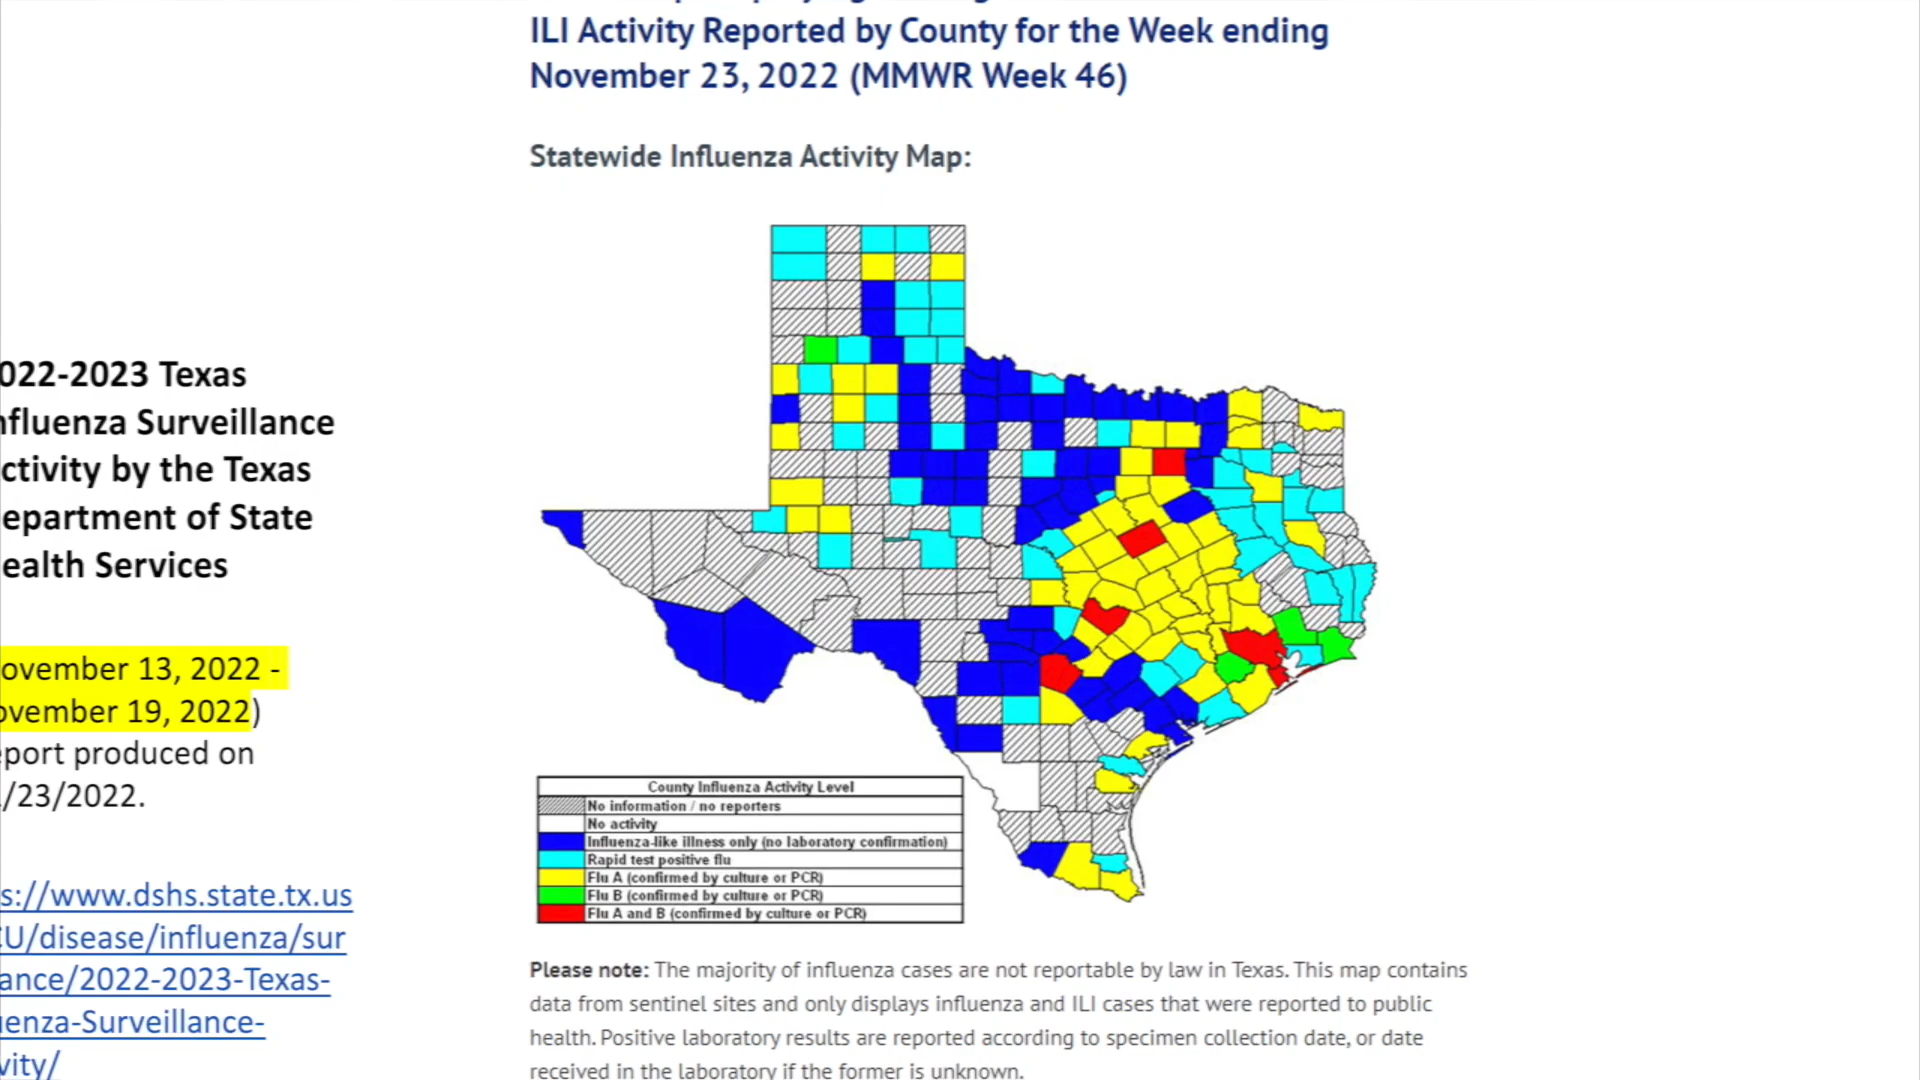 ILI Activity Reported by County for the Week ending
November 23, 2022 (MMWR Week 46)
Statewide Influenza Activity Map:
022-2023 Texas
nfluenza Surveillance
ctivity by the Texas
epartment of State
ealth Services
ovember 13, 2022 -
ovember 19, 2022)
eport produced on
/23/2022.
s://www.dshs.state.tx.us
CU/disease/influenza/sur
ance/2022-2023-Texas-
uenza-Surveillance-
vity/
County Influenza Activity Level
No information / no reporters
No activity
Influenza-like illness only (no laboratory confirmation)
Rapid test positive flu
Flu A (confirmed by culture or PCR)
Flu B (confirmed by culture or PCR)
Flu A and B (confirmed by culture or PCR)
Please note: The majority of influenza cases are not reportable by law in Texas. This map contains
data from sentinel sites and only displays influenza and ILI cases that were reported to public
health. Positive laboratory results are reported according to specimen collection date, or date
received in the laboratory if the former is unknown.